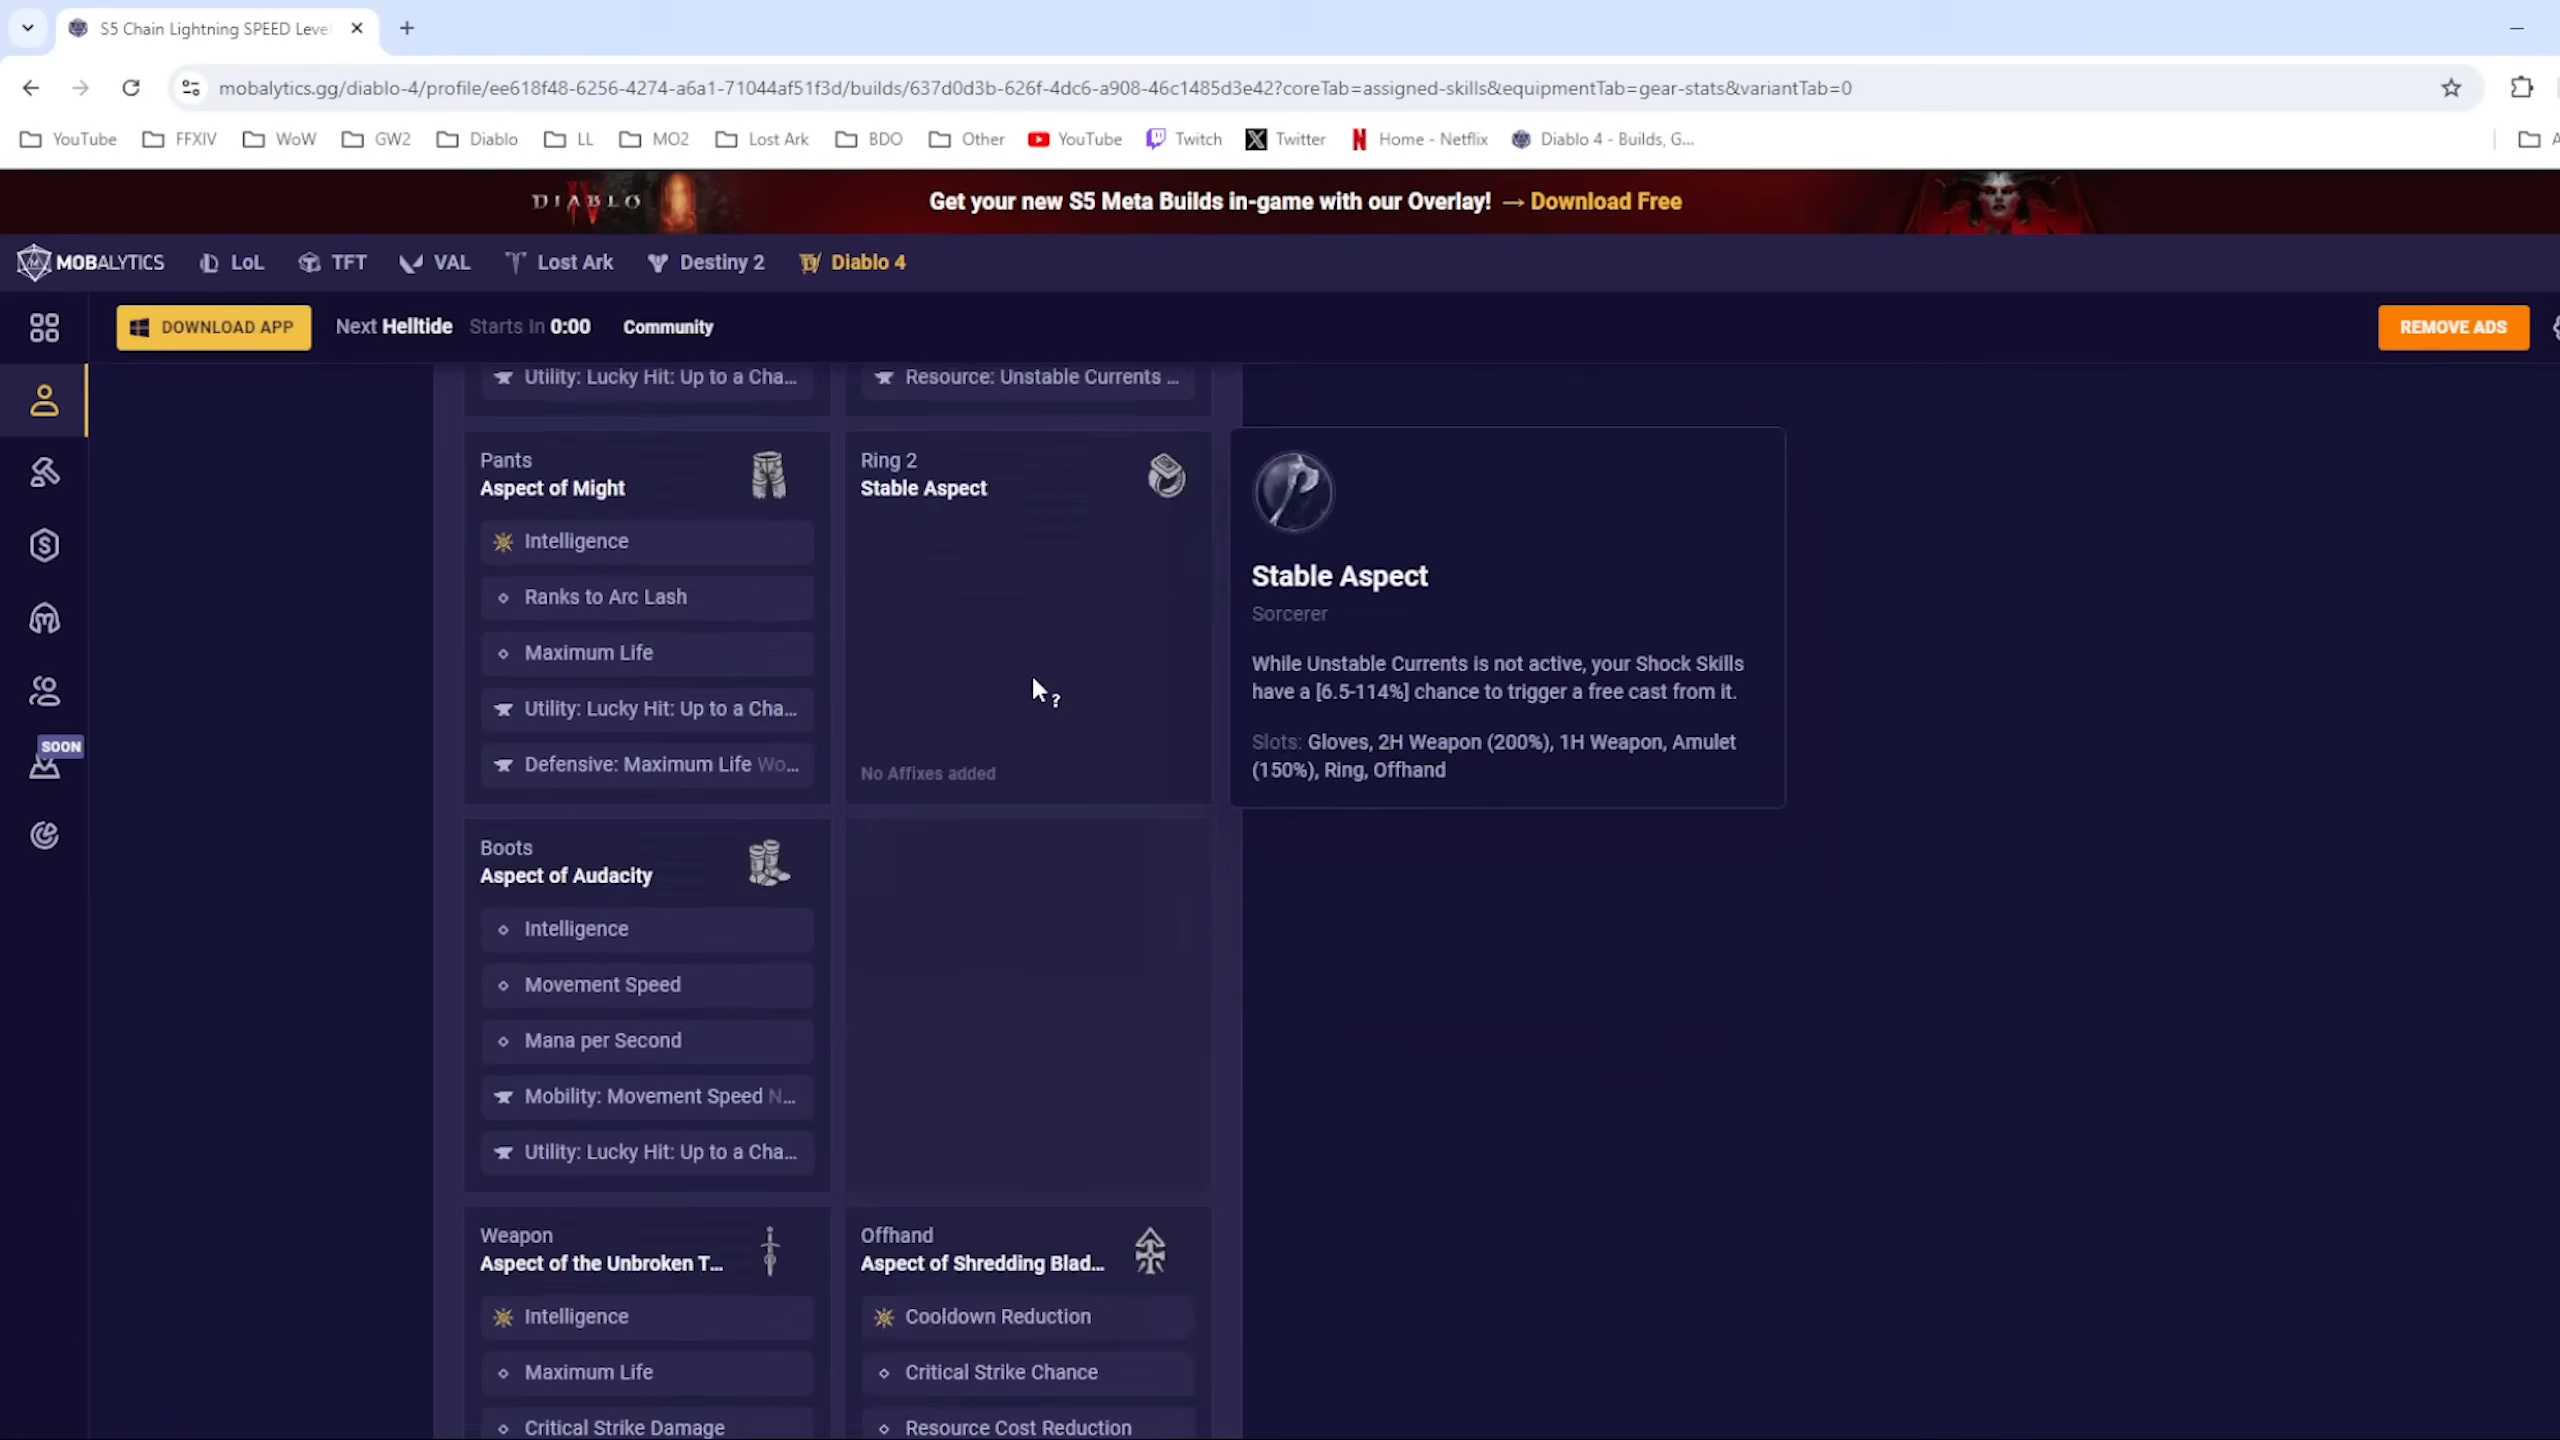 S5 Chain Lightning SPEED Leve
mobalytics.gg/diablo-4/profile/ee618f48-6256-4274-a6a1-71044af51f3d/builds/637d0d3b-626f-4dc6-a908-46c1485d3e42?coreTab=assigned-skills&equipmentTab=gear-stats&variantTab=0
YouTube FFXIV WoW GW2 Diablo LL MO2 Lost Ark BDO Other YouTube Twitch Twitter Home - Netflix Diablo 4 - Builds, G...
DIABLO IV Get your new S5 Meta Builds in-game with our Overlay! → Download Free
MOBALYTICS LoL TFT VAL Lost Ark Destiny 2 Diablo 4
DOWNLOAD APP Next Helltide Starts In 0:00 Community REMOVE ADS
SOON
Utility: Lucky Hit: Up to a Cha...
Resource: Unstable Currents ...
Pants
Aspect of Might
Intelligence
Ranks to Arc Lash
Maximum Life
Utility: Lucky Hit: Up to a Cha...
Defensive: Maximum Life Wo...
Ring 2
Stable Aspect
No Affixes added
Stable Aspect
Sorcerer
While Unstable Currents is not active, your Shock Skills
have a [6.5-114%] chance to trigger a free cast from it.
Slots: Gloves, 2H Weapon (200%), 1H Weapon, Amulet
(150%), Ring, Offhand
Boots
Aspect of Audacity
Intelligence
Movement Speed
Mana per Second
Mobility: Movement Speed N...
Utility: Lucky Hit: Up to a Cha...
Weapon
Aspect of the Unbroken T...
Intelligence
Maximum Life
Critical Strike Damage
Offhand
Aspect of Shredding Blad...
Cooldown Reduction
Critical Strike Chance
Resource Cost Reduction